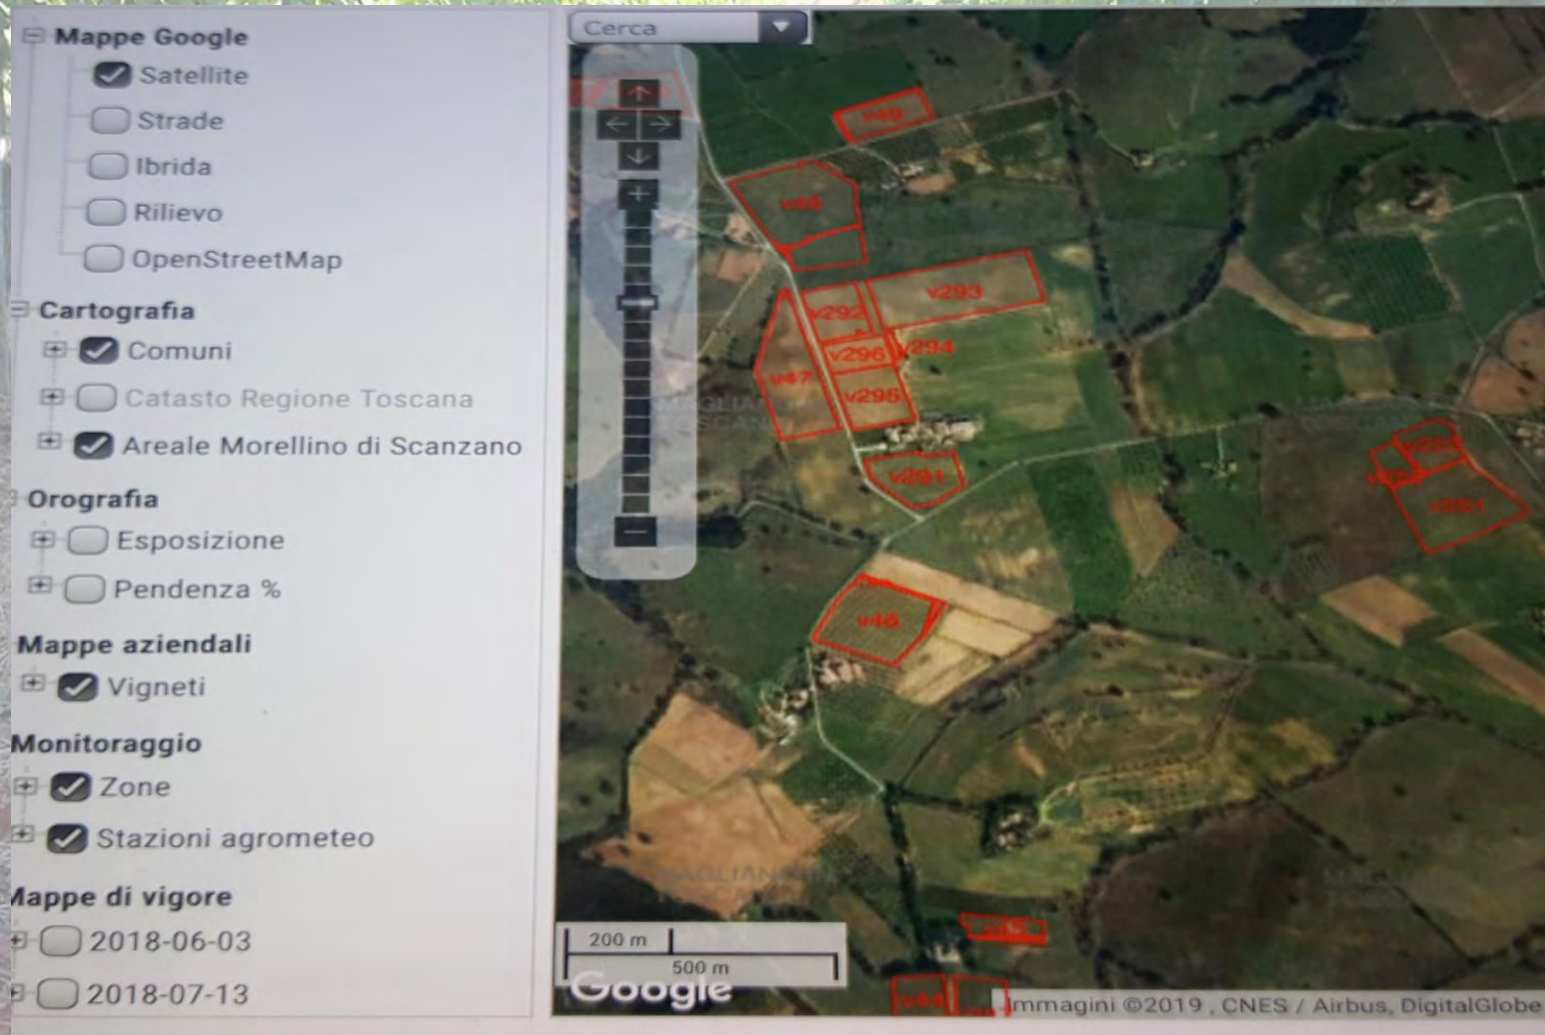 Mappe Google
Satellite
Strade
Ibrida
Rilievo
OpenStreetMap
Cartografia
Comuni
Catasto Regione Toscana
Areale Morellino di Scanzano
Orografia
Esposizione
Pendenza %
Mappe aziendali
Vigneti
Monitoraggio
Zone
Stazioni agrometeo
Mappe di vigore
2018-06-03
2018-07-13
Cerca
v49
v48
v293
v292
v294
v296
v47
v295
v291
v46
v44
200 m
500 m
Google
Immagini ©2019 , CNES / Airbus, DigitalGlobe